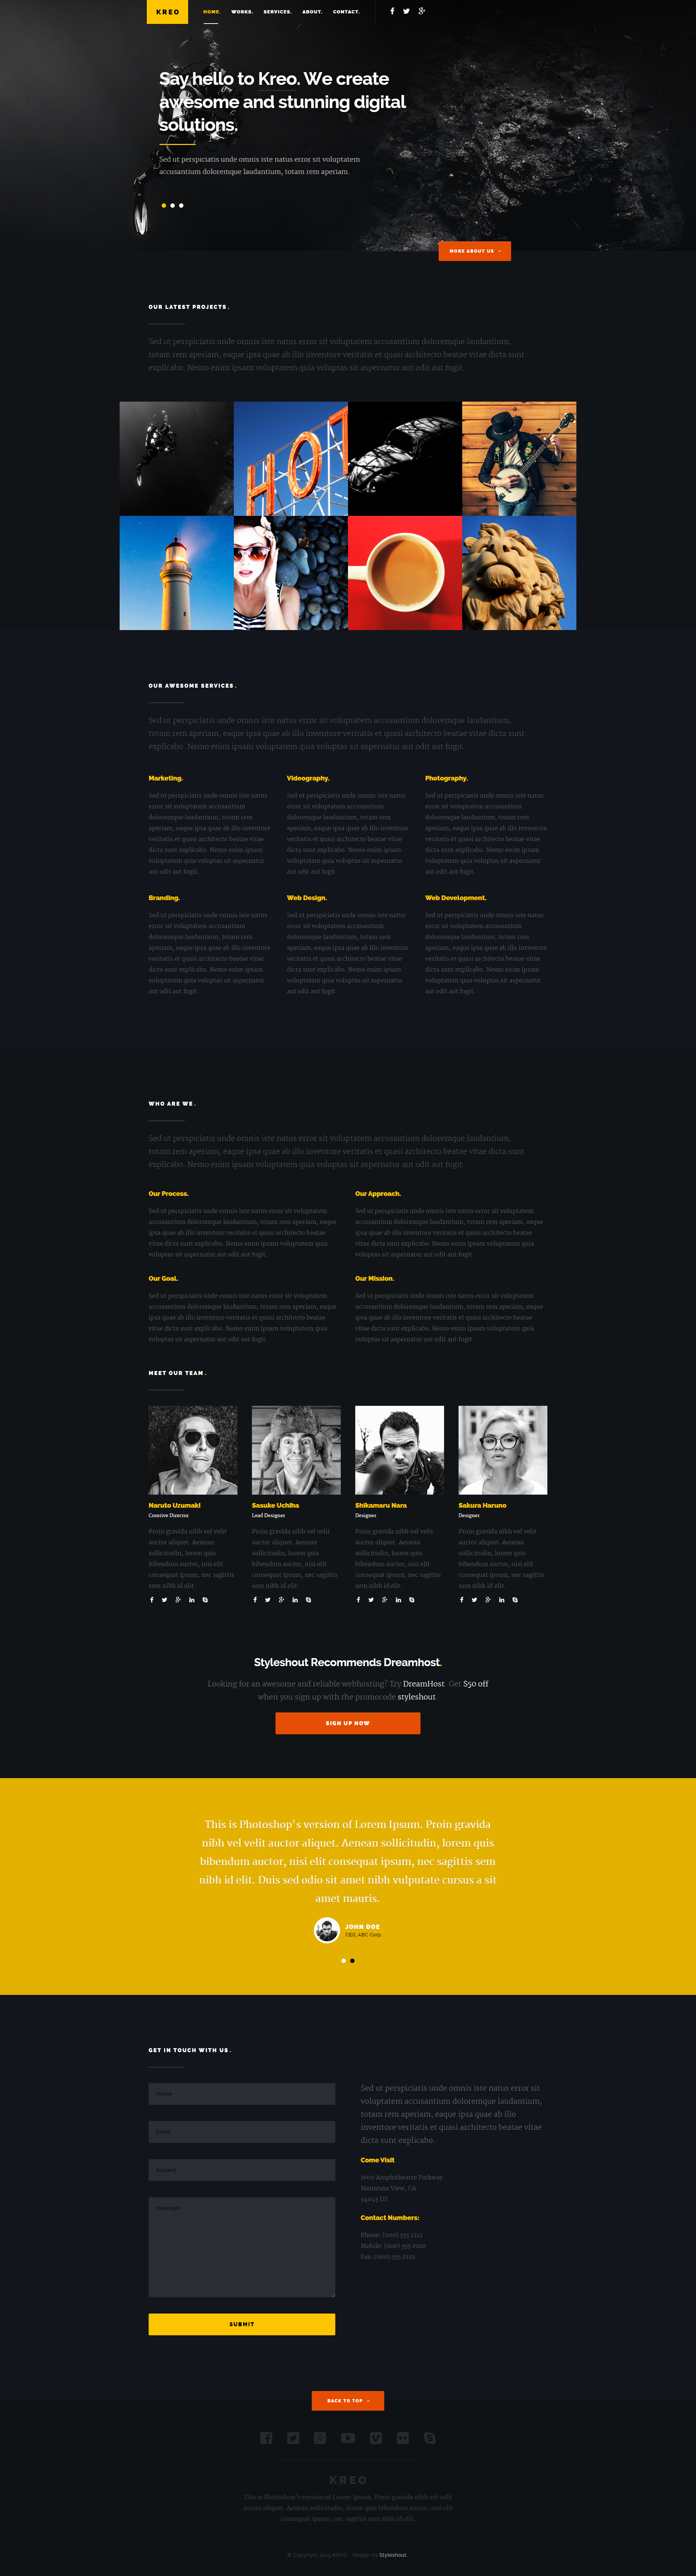 KREO
HOME. WORKS. SERVICES. ABOUT. CONTACT.
Say hello to Kreo. We create
awesome and stunning digital
solutions.
Sed ut perspiciatis unde omnis iste natus error sit voluptatem
accusantium doloremque laudantium, totam rem aperiam.
MORE ABOUT US
OUR LATEST PROJECTS.
Sed ut perspiciatis unde omnis iste natus error sit voluptatem accusantium doloremque laudantium,
totam rem aperiam, eaque ipsa quae ab illo inventore veritatis et quasi architecto beatae vitae dicta sunt
explicabo. Nemo enim ipsam voluptatem quia voluptas sit aspernatur aut odit aut fugit.
HOT
OUR AWESOME SERVICES.
Sed ut perspiciatis unde omnis iste natus error sit voluptatem accusantium doloremque laudantium,
totam rem aperiam, eaque ipsa quae ab illo inventore veritatis et quasi architecto beatae vitae dicta sunt
explicabo. Nemo enim ipsam voluptatem quia voluptas sit aspernatur aut odit aut fugit.
Marketing.
Sed ut perspiciatis unde omnis iste natus
error sit voluptatem accusantium
doloremque laudantium, totam rem
aperiam, eaque ipsa quae ab illo inventore
veritatis et quasi architecto beatae vitae
dicta sunt explicabo. Nemo enim ipsam
voluptatem quia voluptas sit aspernatur
aut odit aut fugit.
Videography.
Sed ut perspiciatis unde omnis iste natus
error sit voluptatem accusantium
doloremque laudantium, totam rem
aperiam, eaque ipsa quae ab illo inventore
veritatis et quasi architecto beatae vitae
dicta sunt explicabo. Nemo enim ipsam
voluptatem quia voluptas sit aspernatur
aut odit aut fugit.
Photography.
Sed ut perspiciatis unde omnis iste natus
error sit voluptatem accusantium
doloremque laudantium, totam rem
aperiam, eaque ipsa quae ab illo inventore
veritatis et quasi architecto beatae vitae
dicta sunt explicabo. Nemo enim ipsam
voluptatem quia voluptas sit aspernatur
aut odit aut fugit.
Branding.
Sed ut perspiciatis unde omnis iste natus
error sit voluptatem accusantium
doloremque laudantium, totam rem
aperiam, eaque ipsa quae ab illo inventore
veritatis et quasi architecto beatae vitae
dicta sunt explicabo. Nemo enim ipsam
voluptatem quia voluptas sit aspernatur
aut odit aut fugit.
Web Design.
Sed ut perspiciatis unde omnis iste natus
error sit voluptatem accusantium
doloremque laudantium, totam rem
aperiam, eaque ipsa quae ab illo inventore
veritatis et quasi architecto beatae vitae
dicta sunt explicabo. Nemo enim ipsam
voluptatem quia voluptas sit aspernatur
aut odit aut fugit.
Web Development.
Sed ut perspiciatis unde omnis iste natus
error sit voluptatem accusantium
doloremque laudantium, totam rem
aperiam, eaque ipsa quae ab illo inventore
veritatis et quasi architecto beatae vitae
dicta sunt explicabo. Nemo enim ipsam
voluptatem quia voluptas sit aspernatur
aut odit aut fugit.
WHO ARE WE.
Sed ut perspiciatis unde omnis iste natus error sit voluptatem accusantium doloremque laudantium,
totam rem aperiam, eaque ipsa quae ab illo inventore veritatis et quasi architecto beatae vitae dicta sunt
explicabo. Nemo enim ipsam voluptatem quia voluptas sit aspernatur aut odit aut fugit.
Our Process.
Sed ut perspiciatis unde omnis iste natus error sit voluptatem
accusantium doloremque laudantium, totam rem aperiam, eaque
ipsa quae ab illo inventore veritatis et quasi architecto beatae
vitae dicta sunt explicabo. Nemo enim ipsam voluptatem quia
voluptas sit aspernatur aut odit aut fugit.
Our Approach.
Sed ut perspiciatis unde omnis iste natus error sit voluptatem
accusantium doloremque laudantium, totam rem aperiam, eaque
ipsa quae ab illo inventore veritatis et quasi architecto beatae
vitae dicta sunt explicabo. Nemo enim ipsam voluptatem quia
voluptas sit aspernatur aut odit aut fugit.
Our Goal.
Sed ut perspiciatis unde omnis iste natus error sit voluptatem
accusantium doloremque laudantium, totam rem aperiam, eaque
ipsa quae ab illo inventore veritatis et quasi architecto beatae
vitae dicta sunt explicabo. Nemo enim ipsam voluptatem quia
voluptas sit aspernatur aut odit aut fugit.
Our Mission.
Sed ut perspiciatis unde omnis iste natus error sit voluptatem
accusantium doloremque laudantium, totam rem aperiam, eaque
ipsa quae ab illo inventore veritatis et quasi architecto beatae
vitae dicta sunt explicabo. Nemo enim ipsam voluptatem quia
voluptas sit aspernatur aut odit aut fugit.
MEET OUR TEAM.
Naruto Uzumaki
Creative Director
Proin gravida nibh vel velit
auctor aliquet. Aenean
sollicitudin, lorem quis
bibendum auctor, nisi elit
consequat ipsum, nec sagittis
sem nibh id elit.
Sasuke Uchiha
Lead Designer
Proin gravida nibh vel velit
auctor aliquet. Aenean
sollicitudin, lorem quis
bibendum auctor, nisi elit
consequat ipsum, nec sagittis
sem nibh id elit.
Shikamaru Nara
Designer
Proin gravida nibh vel velit
auctor aliquet. Aenean
sollicitudin, lorem quis
bibendum auctor, nisi elit
consequat ipsum, nec sagittis
sem nibh id elit.
Sakura Haruno
Designer
Proin gravida nibh vel velit
auctor aliquet. Aenean
sollicitudin, lorem quis
bibendum auctor, nisi elit
consequat ipsum, nec sagittis
sem nibh id elit.
Styleshout Recommends Dreamhost.
Looking for an awesome and reliable webhosting? Try DreamHost. Get $50 off
when you sign up with the promocode styleshout.
SIGN UP NOW
This is Photoshop's version of Lorem Ipsum. Proin gravida
nibh vel velit auctor aliquet. Aenean sollicitudin, lorem quis
bibendum auctor, nisi elit consequat ipsum, nec sagittis sem
nibh id elit. Duis sed odio sit amet nibh vulputate cursus a sit
amet mauris.
JOHN DOE
CEO, ABC Corp.
GET IN TOUCH WITH US.
Name
Email
Subject
message
SUBMIT
Sed ut perspiciatis unde omnis iste natus error sit
voluptatem accusantium doloremque laudantium,
totam rem aperiam, eaque ipsa quae ab illo
inventore veritatis et quasi architecto beatae vitae
dicta sunt explicabo.
Come Visit
1600 Amphitheatre Parkway
Mountain View, CA
94043 US
Contact Numbers:
Phone: (000) 555 1212
Mobile: (000) 555 0100
Fax: (000) 555 0101
BACK TO TOP
KREO
This is Photoshop's version of Lorem Ipsum. Proin gravida nibh vel velit
auctor aliquet. Aenean sollicitudin, lorem quis bibendum auctor, nisi elit
consequat ipsum, nec sagittis sem nibh id elit.
© Copyright 2015 KREO. Design by Styleshout